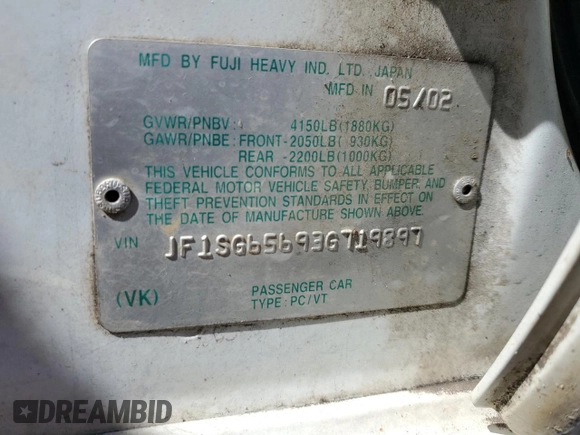 MFD BY FUJI HEAVY IND. LTD. JAPAN
MFD IN 05/02
GVWR/PNBV: 4150LB(1880KG)
GAWR/PNBE: FRONT-2050LB( 930KG)
REAR -2200LB(1000KG)
THIS VEHICLE CONFORMS TO ALL APPLICABLE
FEDERAL MOTOR VEHICLE SAFETY, BUMPER, AND
THEFT PREVENTION STANDARDS IN EFFECT ON
THE DATE OF MANUFACTURE SHOWN ABOVE.
VIN JF1SG65693G719897
(VK) PASSENGER CAR
TYPE: PC/VT
DREAMBID